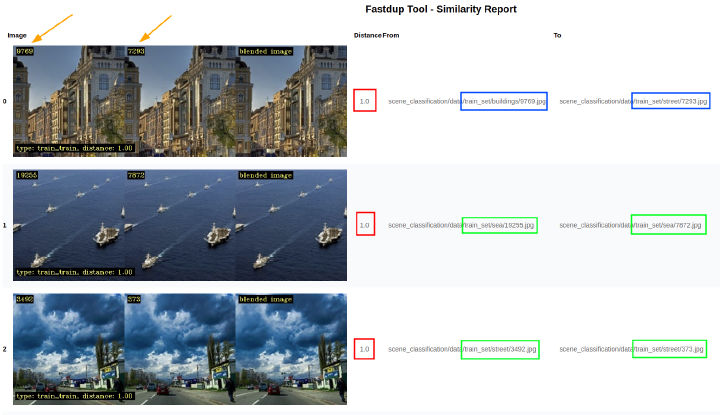 Fastdup Tool - Similarity Report
Image Distance From To
9769 7293 blended image
0 1.0 scene_classification/data/train_set/buildings/9769.jpg scene_classification/data/train_set/street/7293.jpg
type: train_train, distance: 1.00
19255 7872 blended image
1 1.0 scene_classification/data/train_set/sea/19255.jpg scene_classification/data/train_set/sea/7872.jpg
type: train_train, distance: 1.00
3492 373 blended image
2 1.0 scene_classification/data/train_set/street/3492.jpg scene_classification/data/train_set/street/373.jpg
type: train_train, distance: 1.00